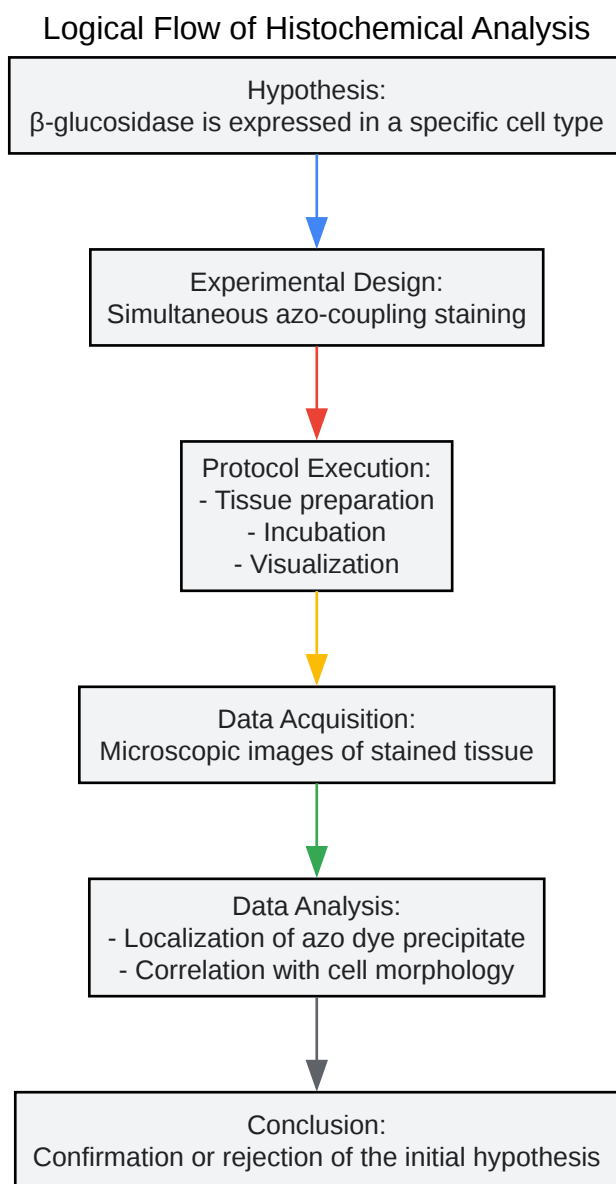 Logical Flow of Histochemical Analysis
Hypothesis:
β-glucosidase is expressed in a specific cell type
Experimental Design:
Simultaneous azo-coupling staining
Protocol Execution:
- Tissue preparation
- Incubation
- Visualization
Data Acquisition:
Microscopic images of stained tissue
Data Analysis:
- Localization of azo dye precipitate
- Correlation with cell morphology
Conclusion:
Confirmation or rejection of the initial hypothesis